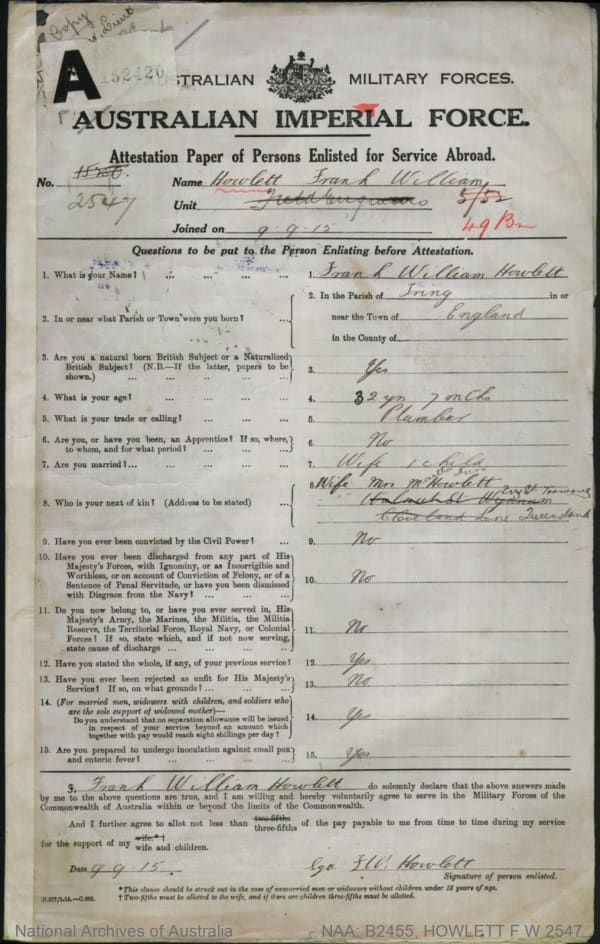 Copy
Lieut
A
152420
AUSTRALIAN MILITARY FORCES.
AUSTRALIAN IMPERIAL FORCE.
Attestation Paper of Persons Enlisted for Service Abroad.
No. 2547 Name Howlett Frank William
Unit Field Engineers 5/52
Joined on 9.9.15 49 Bn
Questions to be put to the Person Enlisting before Attestation.
1. What is your Name? ... 1. Frank William Howlett
2. In or near what Parish or Town were you born? ... 2. In the Parish of Tring in or
near the Town of England
in the County of
3. Are you a natural born British Subject or a Naturalized
British Subject? (N.B.—If the latter, papers to be
shown.) ... 3. Yes
4. What is your age? ... 4. 32 yrs 7 mths
5. What is your trade or calling? ... 5. Plumber
6. Are you, or have you been, an Apprentice? If so, where,
to whom, and for what period? ... 6. No
7. Are you married? ... 7. Wife 1 child
8. Who is your next of kin? (Address to be stated) ... 8. Wife Mrs M Howlett
Wynnum
Cleveland Line Queensland
9. Have you ever been convicted by the Civil Power? ... 9. No
10. Have you ever been discharged from any part of His
Majesty's Forces, with Ignominy, or as Incorrigible and
Worthless, or on account of Conviction of Felony, or of a
Sentence of Penal Servitude, or have you been dismissed
with Disgrace from the Navy? ... 10. No
11. Do you now belong to, or have you ever served in, His
Majesty's Army, the Marines, the Militia, the Militia
Reserve, the Territorial Force, Royal Navy, or Colonial
Forces? If so, state which, and if not now serving,
state cause of discharge ... 11. No
12. Have you stated the whole, if any, of your previous service? 12. Yes
13. Have you ever been rejected as unfit for His Majesty's
Service? If so, on what grounds? ... 13. No
14. (For married men, widowers with children, and soldiers who
are the sole support of widowed mother)—
Do you understand that no separation allowance will be issued
in respect of your service beyond an amount which
together with pay would reach eight shillings per day? 14. Yes
15. Are you prepared to undergo inoculation against small pox
and enteric fever? ... 15. Yes
I, Frank William Howlett do solemnly declare that the above answers made
by me to the above questions are true, and I am willing and hereby voluntarily agree to serve in the Military Forces of the
Commonwealth of Australia within or beyond the limits of the Commonwealth.
And I further agree to allot not less than two-fifths three-fifths of the pay payable to me from time to time during my service
for the support of my wife.*† wife and children.
Date 9.9.15. Sgd F.W. Howlett
Signature of person enlisted.
* This clause should be struck out in the case of unmarried men or widowers without children under 18 years of age.
† Two-fifths must be allotted to the wife, and if there are children three-fifths must be allotted.
National Archives of Australia NAA: B2455, HOWLETT F W 2547